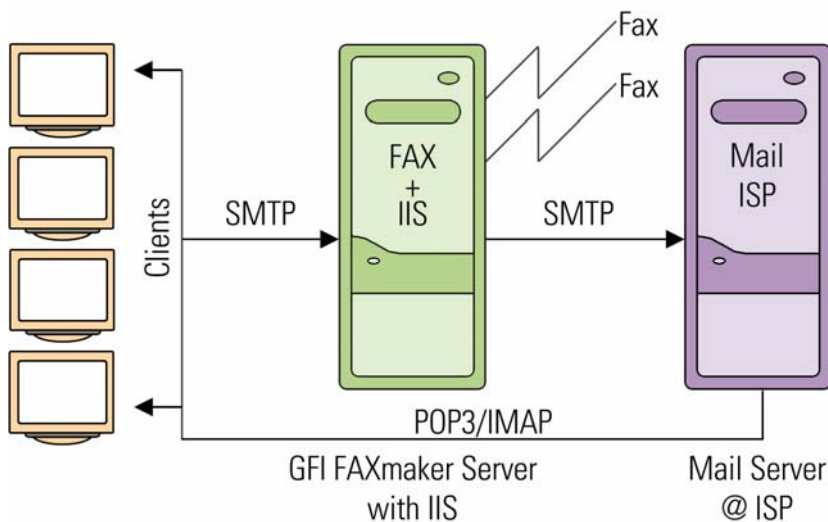 Fax
Fax
FAX
+
IIS
Mail
ISP
Clients
SMTP
SMTP
POP3/IMAP
GFI FAXmaker Server
with IIS
Mail Server
@ ISP